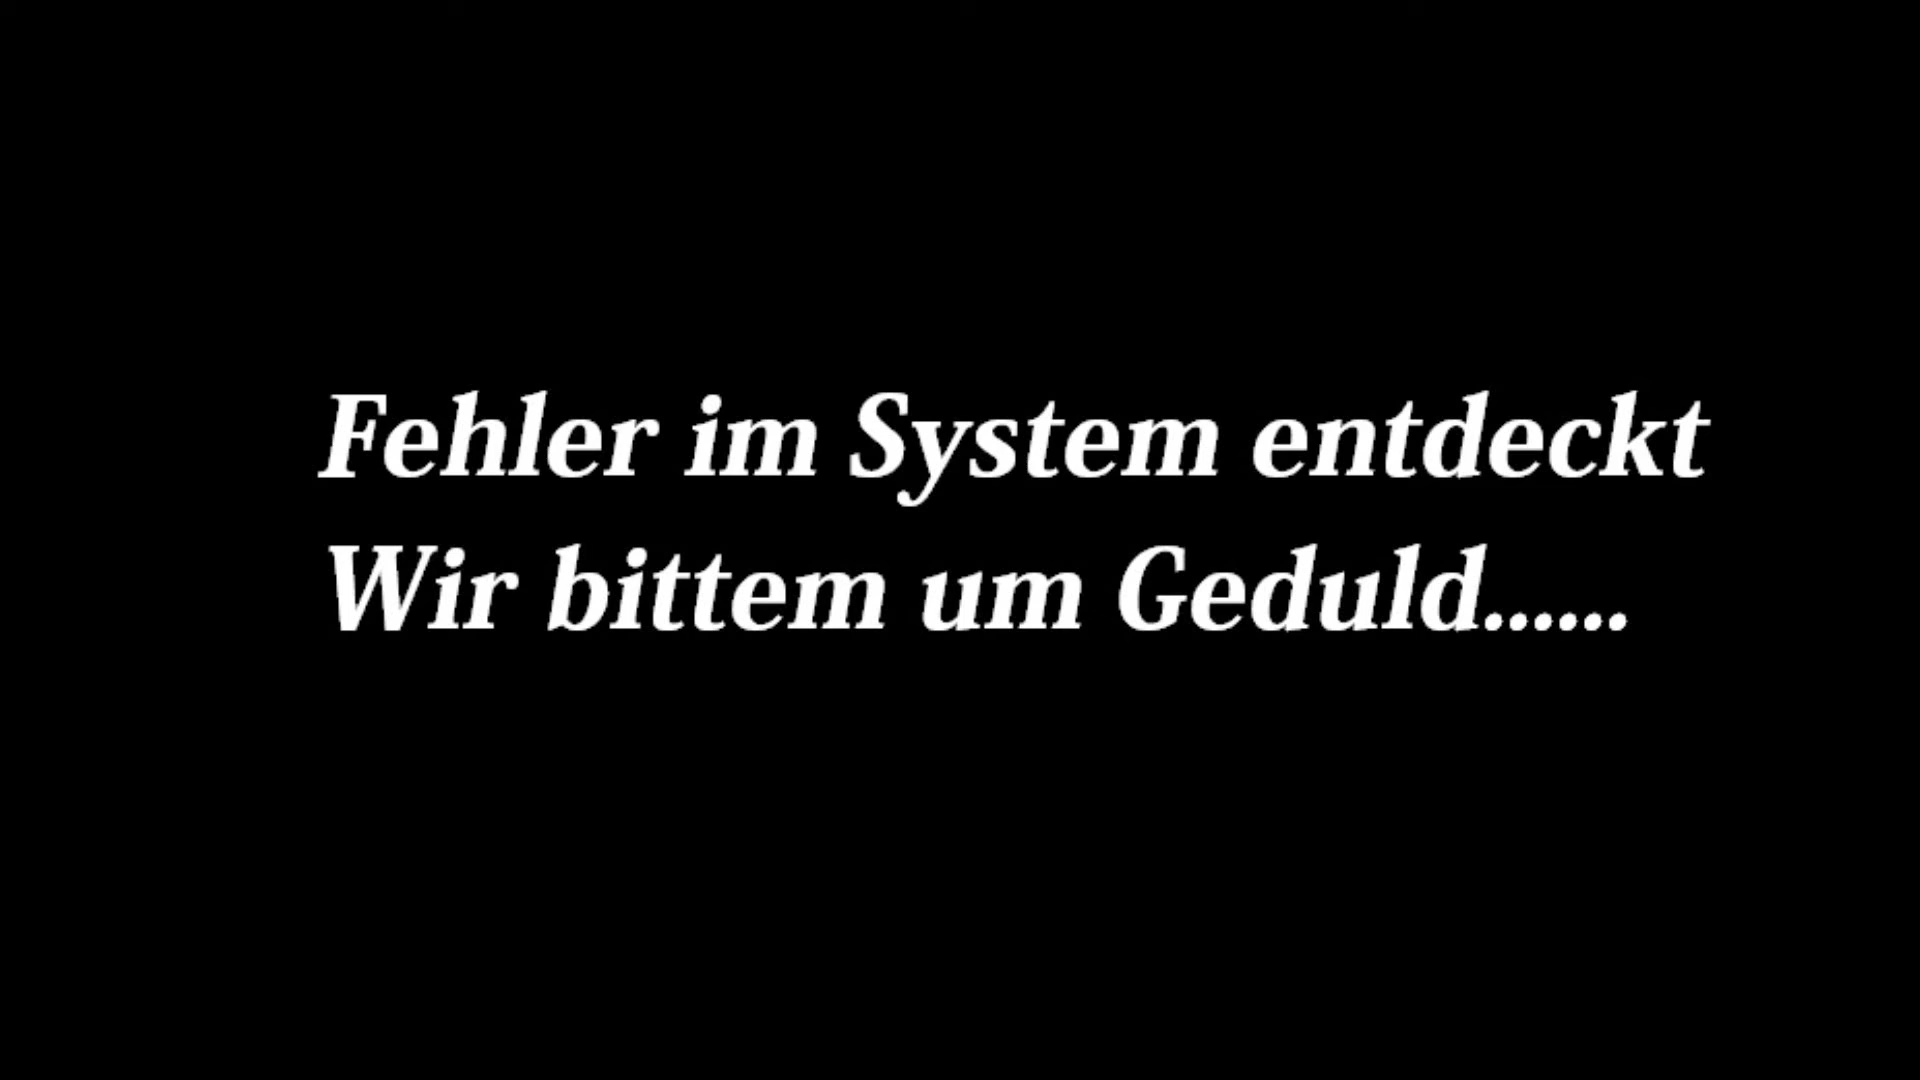 Fehler im System entdeckt
Wir bittem um Geduld......